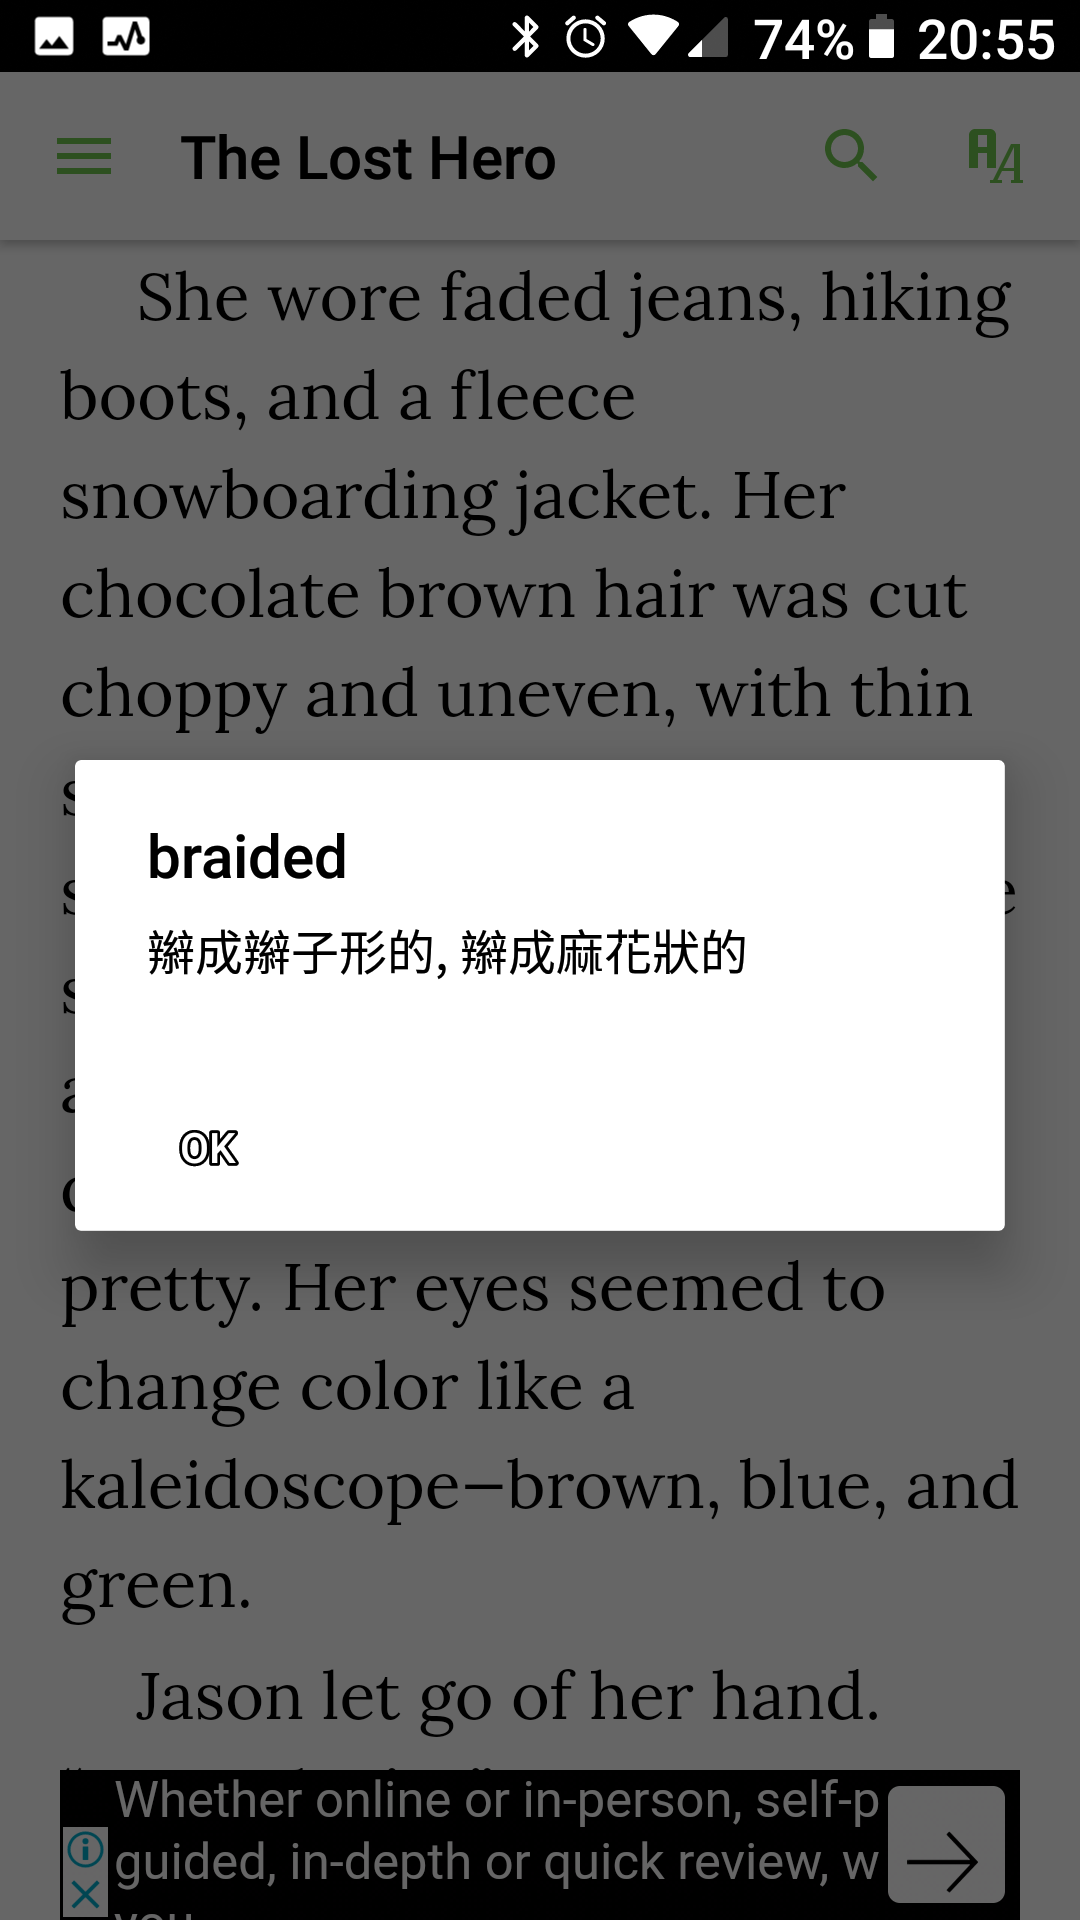 74% 20:55
The Lost Hero
She wore faded jeans, hiking
boots, and a fleece
snowboarding jacket. Her
chocolate brown hair was cut
choppy and uneven, with thin
braided
辮成辮子形的, 辮成麻花狀的
OK
pretty. Her eyes seemed to
change color like a
kaleidoscope—brown, blue, and
green.
Jason let go of her hand.
Whether online or in-person, self-p
guided, in-depth or quick review, w